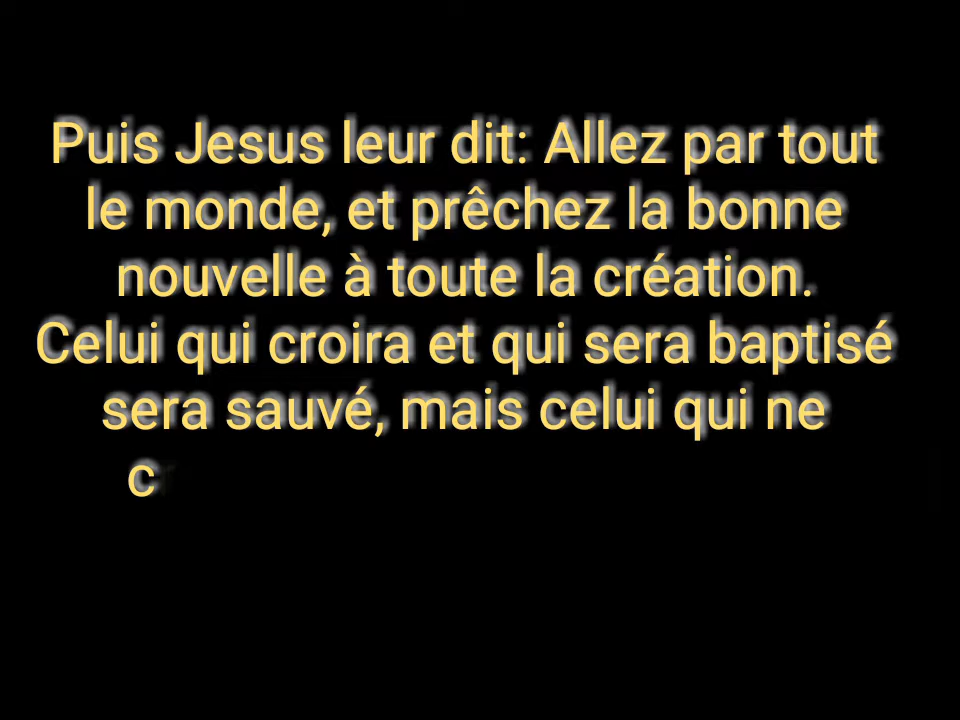 Puis Jesus leur dit: Allez par tout
le monde, et prêchez la bonne
nouvelle à toute la création.
Celui qui croira et qui sera baptisé
sera sauvé, mais celui qui ne
c